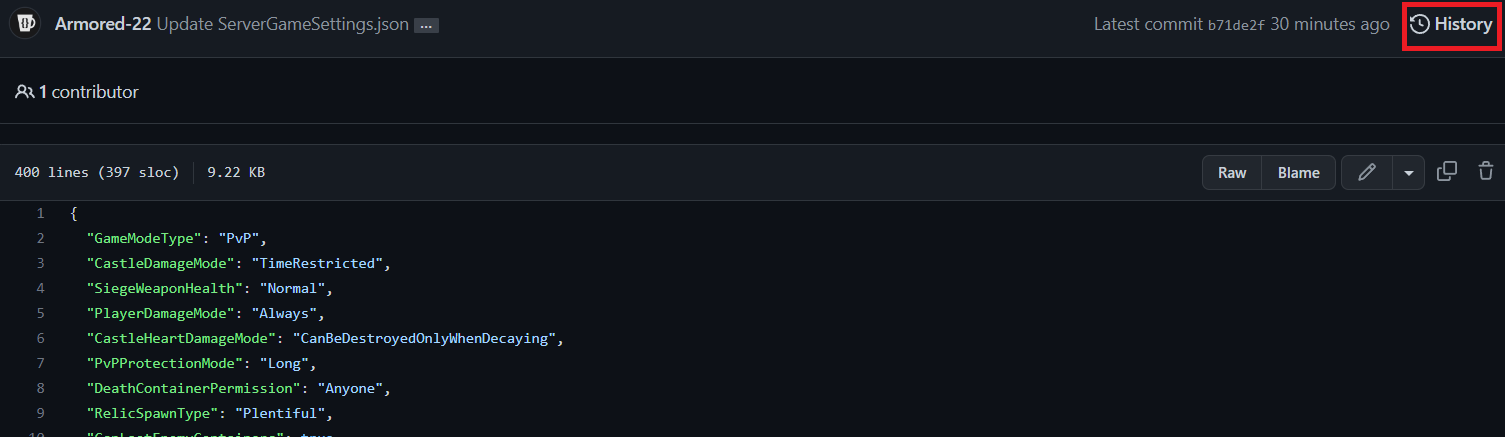 Armored-22 Update ServerGameSettings.json ...
Latest commit b71de2f 30 minutes ago History
1 contributor
400 lines (397 sloc) 9.22 KB
Raw Blame
1 {
2 "GameModeType": "PvP",
3 "CastleDamageMode": "TimeRestricted",
4 "SiegeWeaponHealth": "Normal",
5 "PlayerDamageMode": "Always",
6 "CastleHeartDamageMode": "CanBeDestroyedOnlyWhenDecaying",
7 "PvPProtectionMode": "Long",
8 "DeathContainerPermission": "Anyone",
9 "RelicSpawnType": "Plentiful",
10 "CanLootEnemyContainers": true